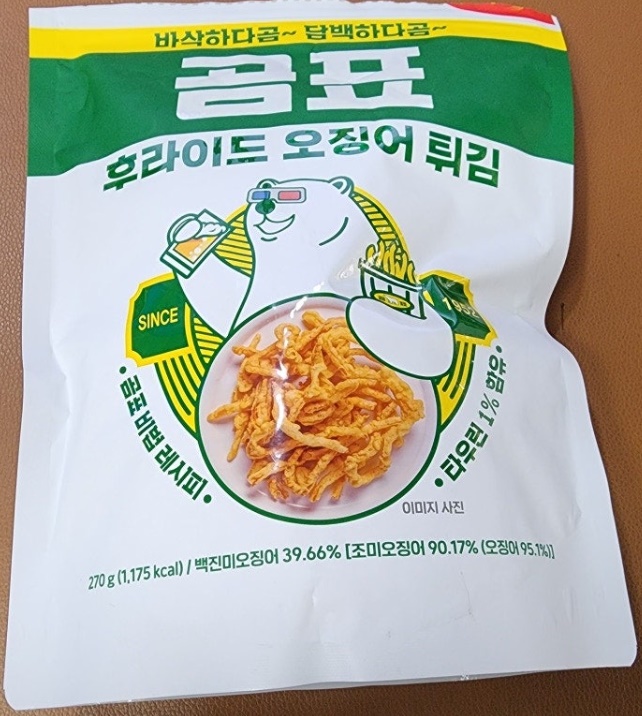 바삭하다곰~ 담백하다곰~
곰표
후라이드 오징어 튀김
SINCE
1952
• 곰표 비법 레시피 •
• 타우린 1% 함유 •
이미지 사진
270 g (1,175 kcal) / 백진미오징어 39.66% [조미오징어 90.17% (오징어 95.1%)]